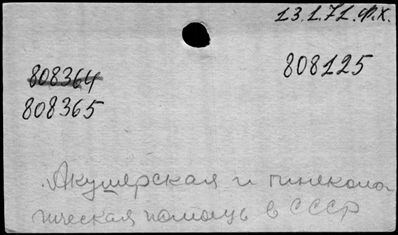 13.1.71.Ф.Х.
808364
808125
808365
Акушерская и гинеколо
гическая помощь в СССР